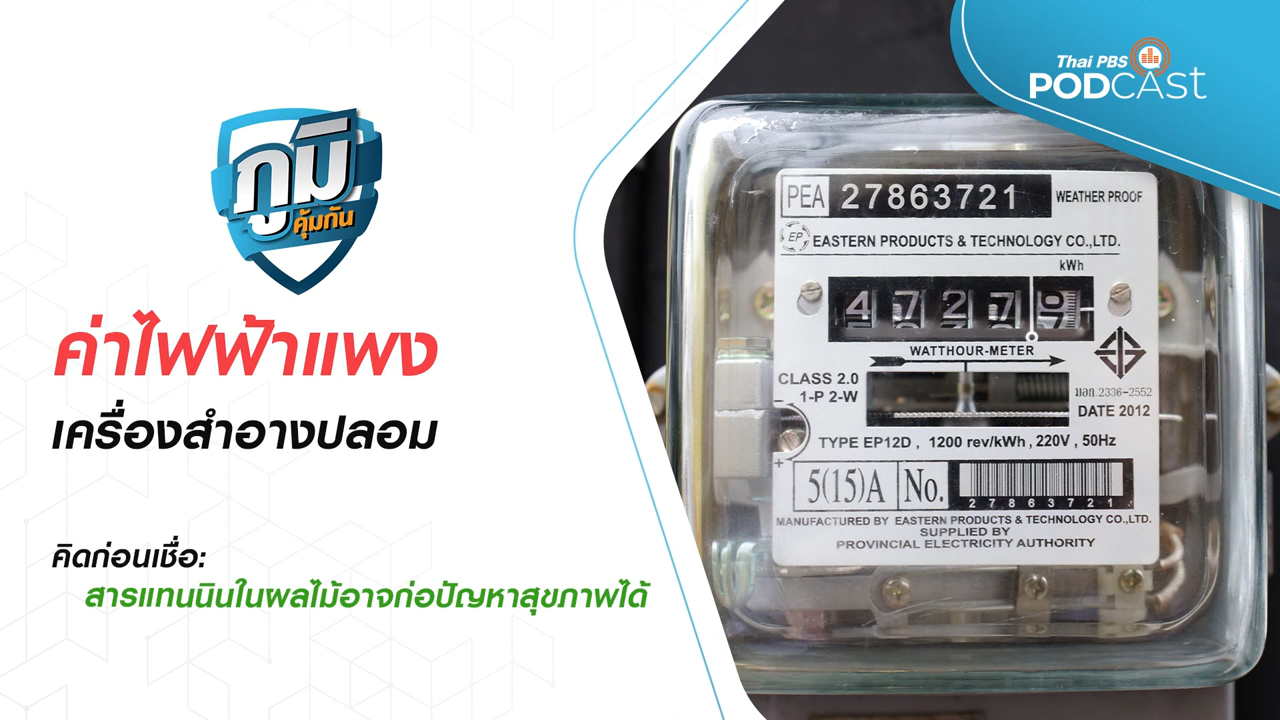 ภูมิ
คุ้มกัน
ค่าไฟฟ้าแพง
เครื่องสำอางปลอม
คิดก่อนเชื่อ:
สารแทนนินในผลไม้อาจก่อปัญหาสุขภาพได้
Thai PBS
PODCAST
PEA 27863721 WEATHER PROOF
EP EASTERN PRODUCTS & TECHNOLOGY CO.,LTD.
kWh
4 7 2 7
WATTHOUR-METER
CLASS 2.0
1-P 2-W
มอก.2336-2552
DATE 2012
TYPE EP12D , 1200 rev/kWh , 220V , 50Hz
5(15)A No.
27863721
MANUFACTURED BY EASTERN PRODUCTS & TECHNOLOGY CO.,LTD.
SUPPLIED BY
PROVINCIAL ELECTRICITY AUTHORITY